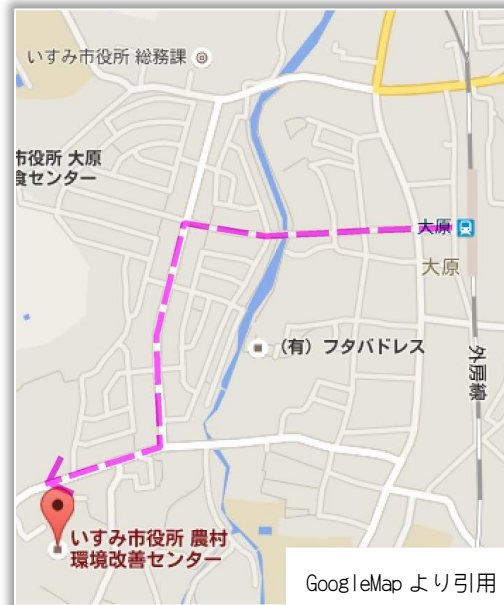 いすみ市役所 総務課
市役所 大原
食センター
大原
大原
(有) フタバドレス
外房線
いすみ市役所 農村
環境改善センター
GoogleMap より引用